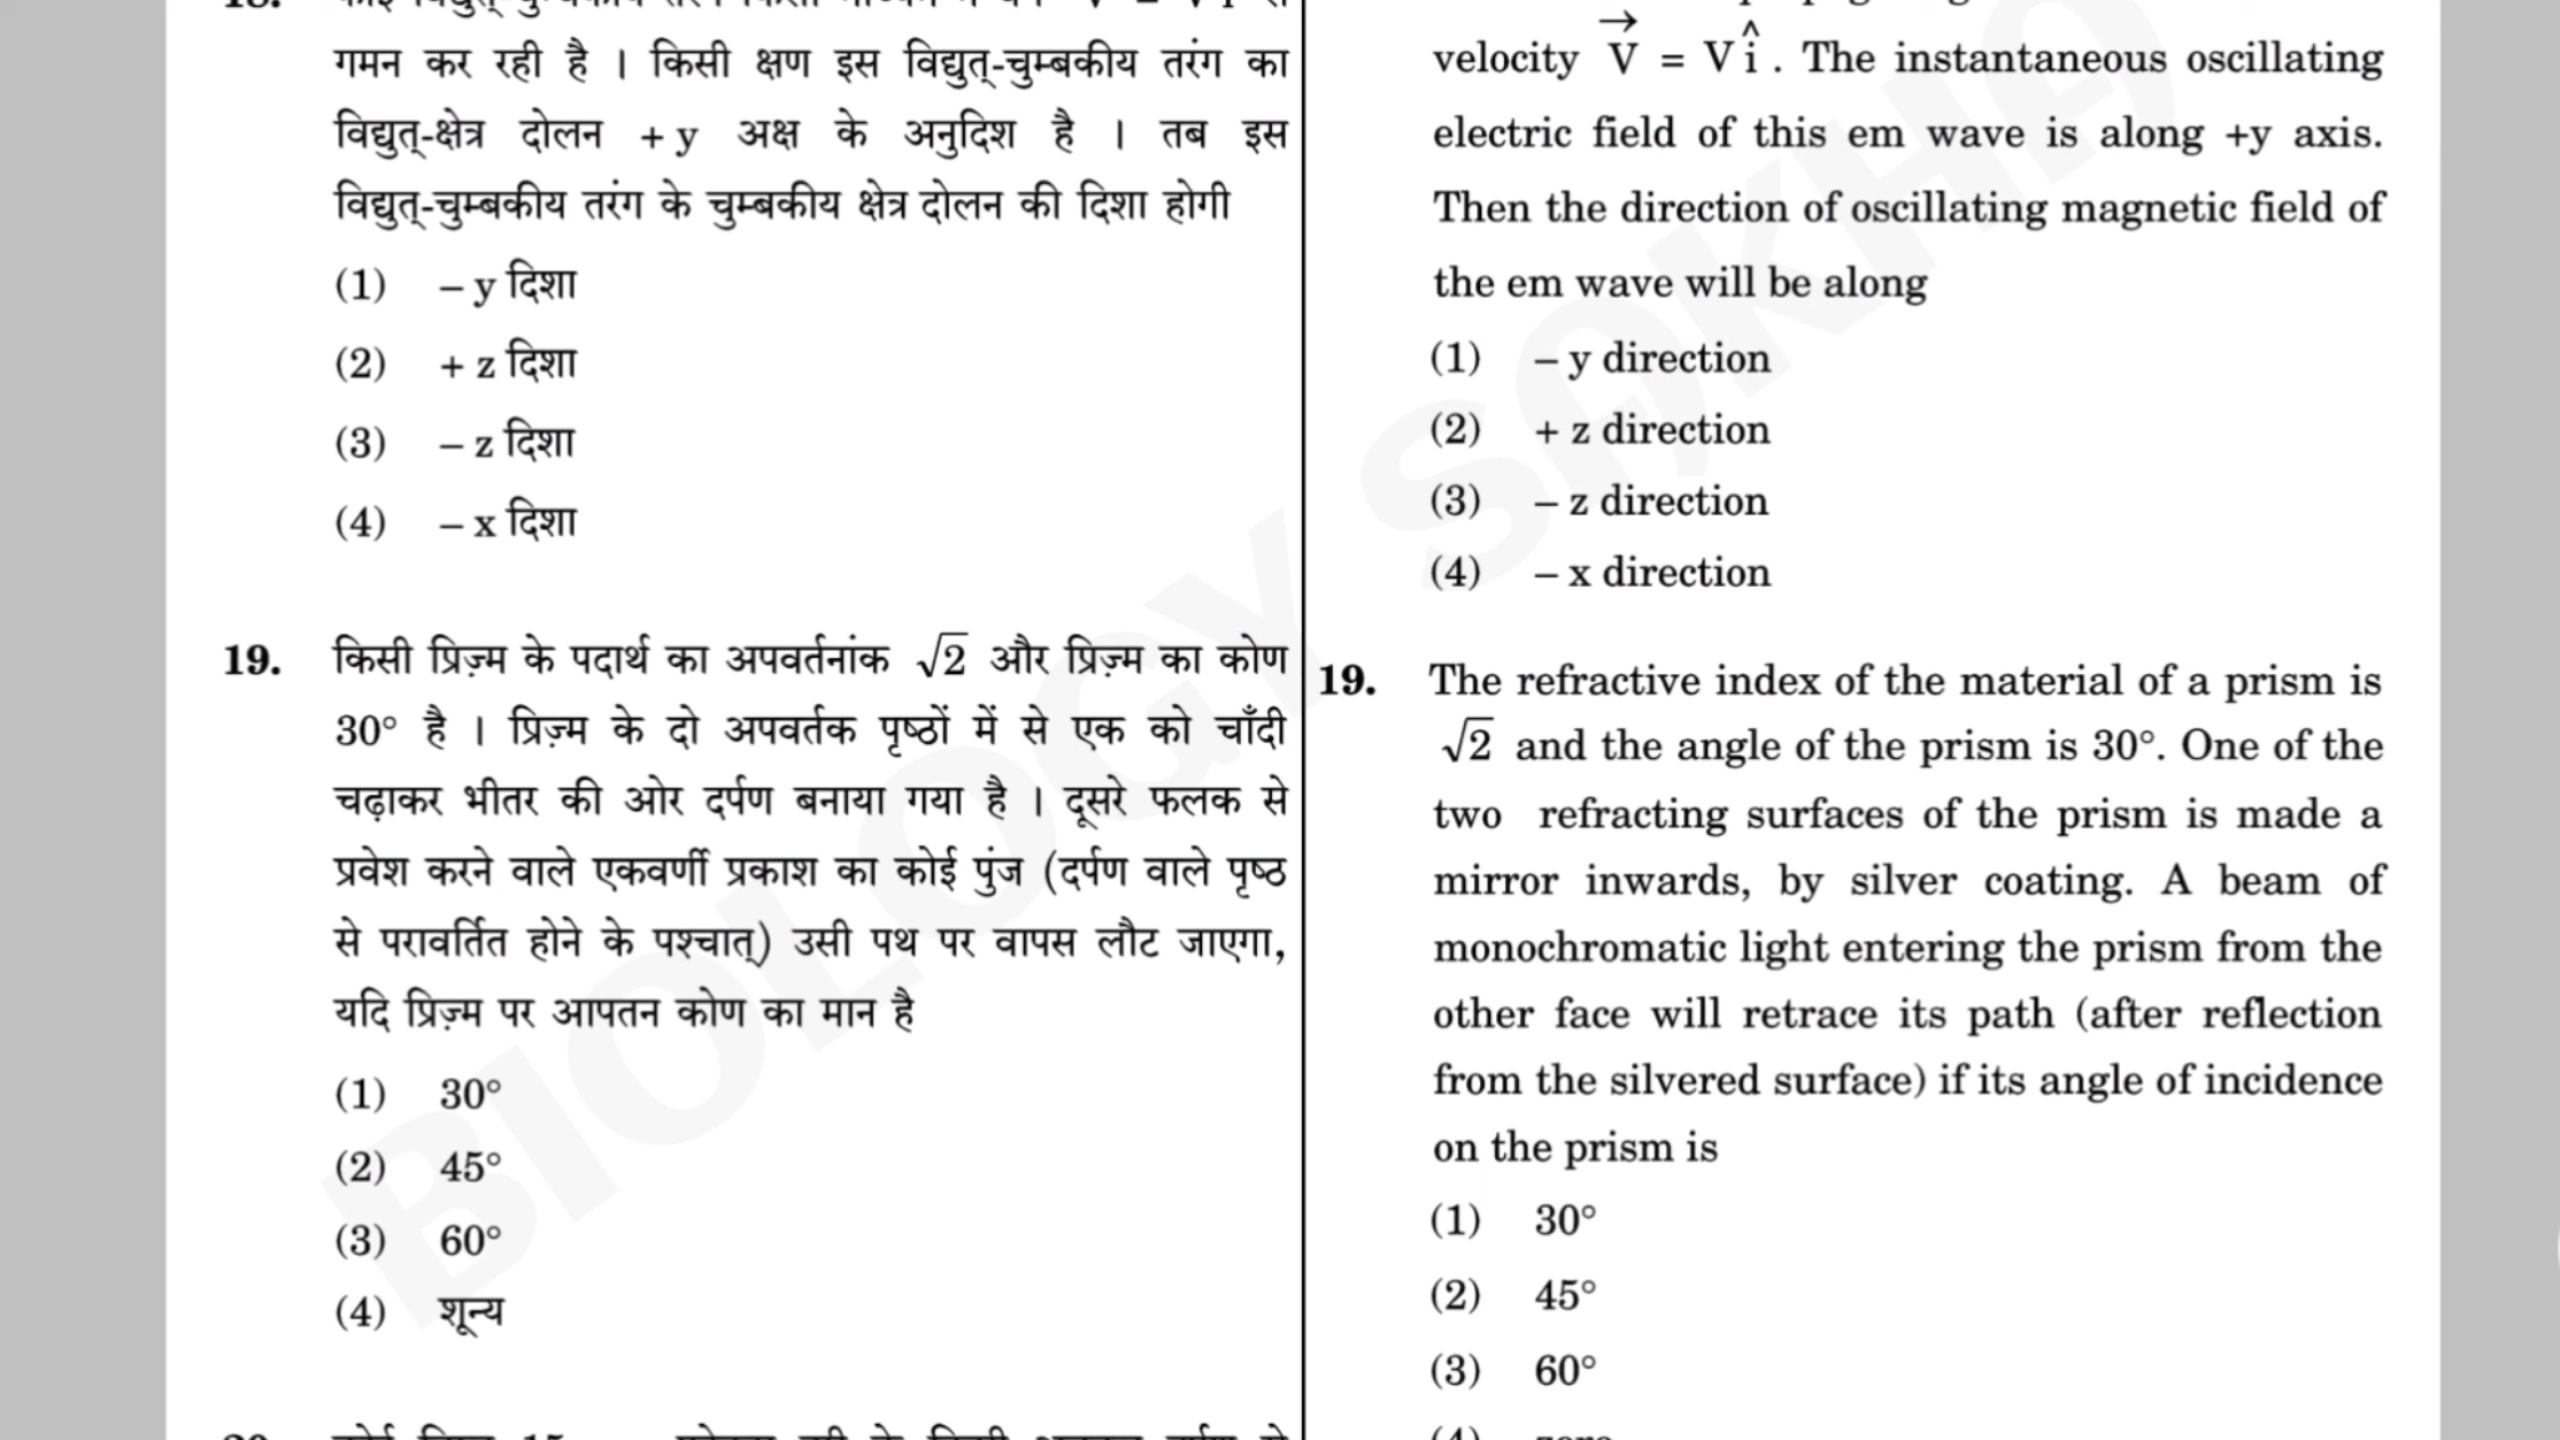 गमन कर रही है । किसी क्षण इस विद्युत्-चुम्बकीय तरंग का
विद्युत्-क्षेत्र दोलन + y अक्ष के अनुदिश है । तब इस
विद्युत्-चुम्बकीय तरंग के चुम्बकीय क्षेत्र दोलन की दिशा होगी
(1) – y दिशा
(2) + z दिशा
(3) – z दिशा
(4) – x दिशा
19. किसी प्रिज़्म के पदार्थ का अपवर्तनांक √2 और प्रिज़्म का कोण
30° है । प्रिज़्म के दो अपवर्तक पृष्ठों में से एक को चाँदी
चढ़ाकर भीतर की ओर दर्पण बनाया गया है । दूसरे फलक से
प्रवेश करने वाले एकवर्णी प्रकाश का कोई पुंज (दर्पण वाले पृष्ठ
से परावर्तित होने के पश्चात्) उसी पथ पर वापस लौट जाएगा,
यदि प्रिज़्म पर आपतन कोण का मान है
(1) 30°
(2) 45°
(3) 60°
(4) शून्य
velocity V⃗ = V î . The instantaneous oscillating
electric field of this em wave is along +y axis.
Then the direction of oscillating magnetic field of
the em wave will be along
(1) – y direction
(2) + z direction
(3) – z direction
(4) – x direction
19. The refractive index of the material of a prism is
√2 and the angle of the prism is 30°. One of the
two refracting surfaces of the prism is made a
mirror inwards, by silver coating. A beam of
monochromatic light entering the prism from the
other face will retrace its path (after reflection
from the silvered surface) if its angle of incidence
on the prism is
(1) 30°
(2) 45°
(3) 60°
BIOLOGY SAKHA